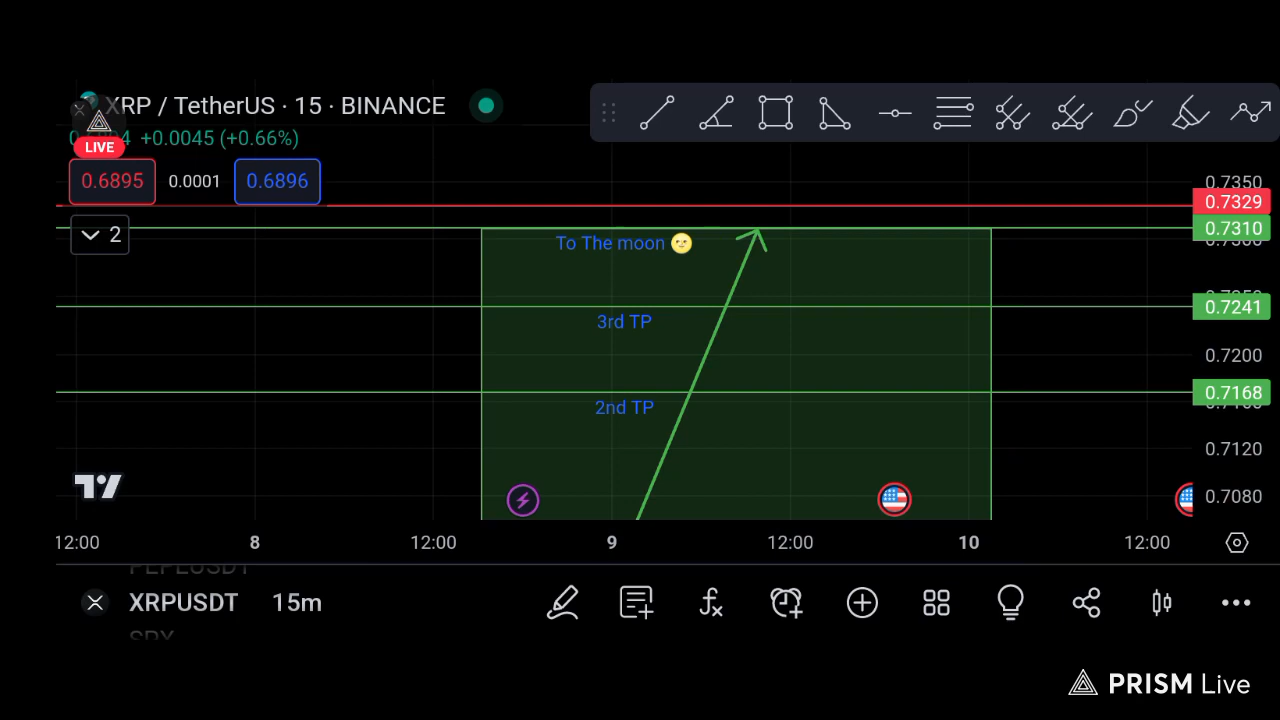 XRP / TetherUS · 15 · BINANCE
+0.0045 (+0.66%)
LIVE
0.6895 0.0001 0.6896
2
To The moon 🌝
3rd TP
2nd TP
0.7350
0.7329
0.7310
0.7241
0.7200
0.7168
0.7120
0.7080
12:00 8 12:00 9 12:00 10 12:00
XRPUSDT 15m
PRISM Live